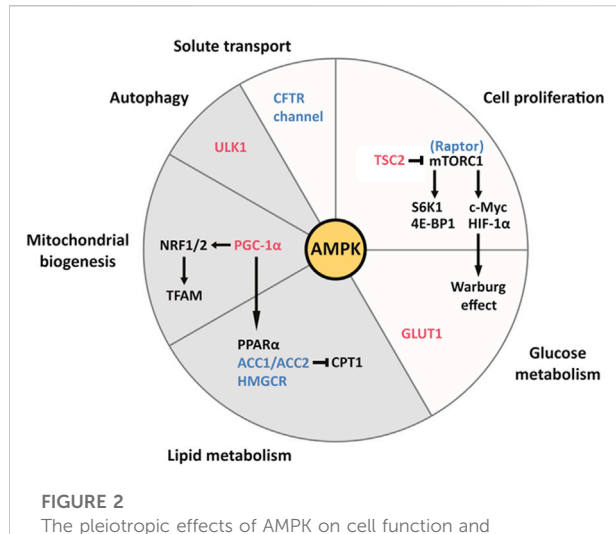 Solute transport
Autophagy
Cell proliferation
CFTR
channel
ULK1
(Raptor)
TSC2 mTORC1
S6K1 c-Myc
4E-BP1 HIF-1α
Mitochondrial
biogenesis
NRF1/2 PGC-1α
TFAM
AMPK
Warburg
effect
GLUT1
Glucose
metabolism
PPARα
ACC1/ACC2 CPT1
HMGCR
Lipid metabolism
FIGURE 2
The pleiotropic effects of AMPK on cell function and